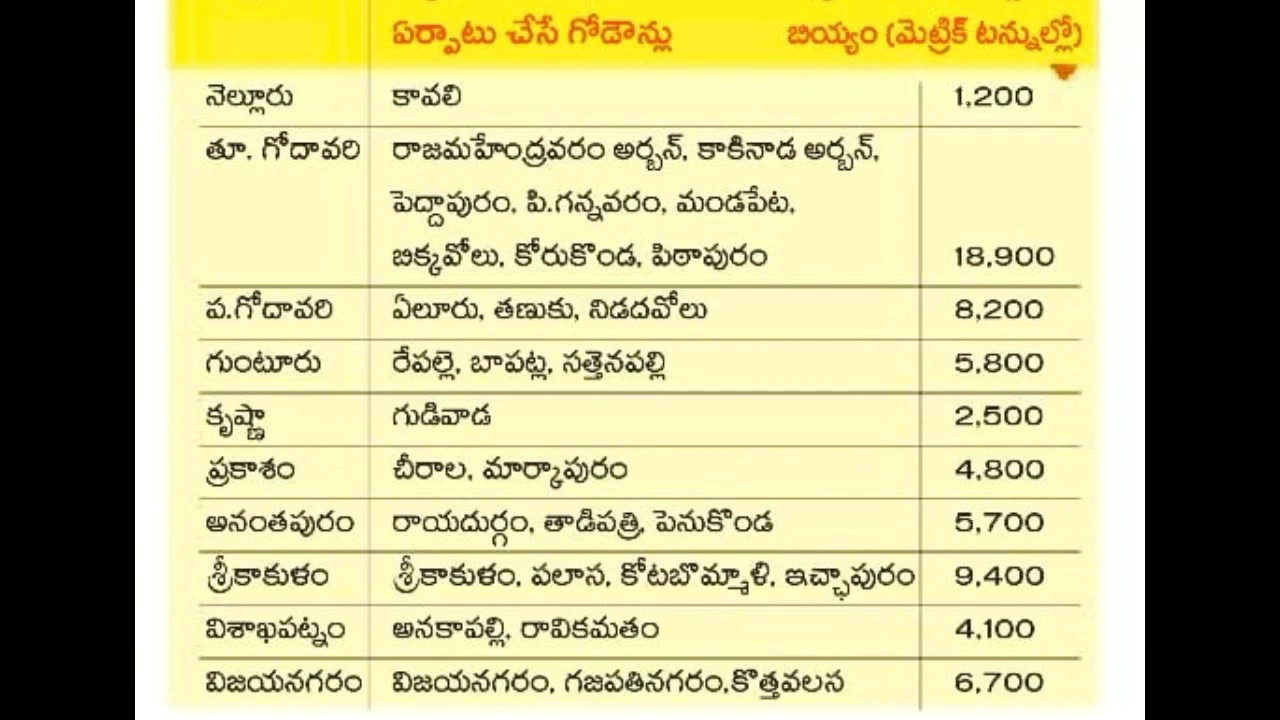 ఏర్పాటు చేసే గోడౌన్లు బియ్యం (మెట్రిక్ టన్నుల్లో)
నెల్లూరు కావలి 1,200
తూ. గోదావరి రాజమహేంద్రవరం అర్బన్, కాకినాడ అర్బన్,
పెద్దాపురం, పి.గన్నవరం, మండపేట,
బిక్కవోలు, కోరుకొండ, పిఠాపురం 18,900
ప.గోదావరి ఏలూరు, తణుకు, నిడదవోలు 8,200
గుంటూరు రేపల్లె, బాపట్ల, సత్తెనపల్లి 5,800
కృష్ణా గుడివాడ 2,500
ప్రకాశం చీరాల, మార్కాపురం 4,800
అనంతపురం రాయదుర్గం, తాడిపత్రి, పెనుకొండ 5,700
శ్రీకాకుళం శ్రీకాకుళం, పలాస, కోటబొమ్మాళి, ఇచ్ఛాపురం 9,400
విశాఖపట్నం అనకాపల్లి, రావికమతం 4,100
విజయనగరం విజయనగరం, గజపతినగరం,కొత్తవలస 6,700